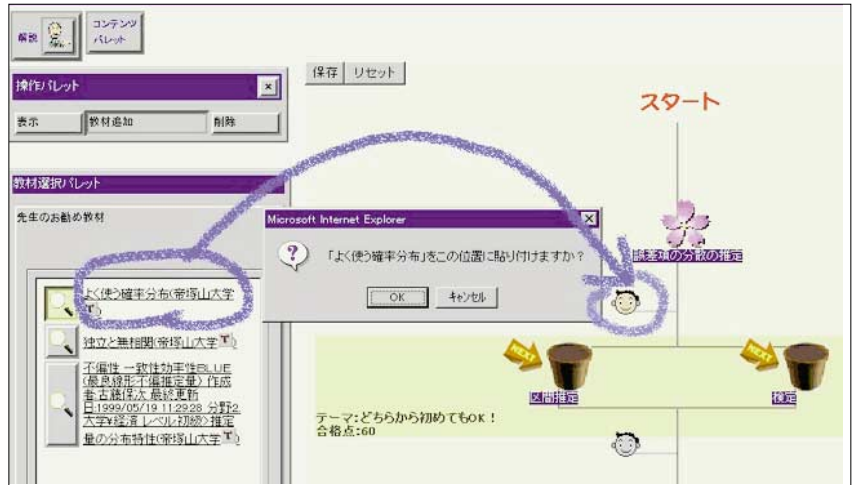 解説
コンテンツ
パレット
保存 リセット
操作パレット
表示 教材追加 削除
スタート
教材選択パレット
先生のお勧め教材
Microsoft Internet Explorer
「よく使う確率分布」をこの位置に貼り付けますか?
OK キャンセル
誤差項の分散の推定
よく使う確率分布(帝塚山大学
T)
独立と無相関(帝塚山大学T)
不偏性 一致性効率性BLUE
(最良線形不偏推定量) 作成
者:古藤保次 最終更新
日:1999/05/19 11:29:28 分野:2
大学¥経済 レベル:初級>推定
量の分布特性(帝塚山大学T)
NEXT
NEXT
区間推定
検定
テーマ:どちらから初めてもOK!
合格点:60